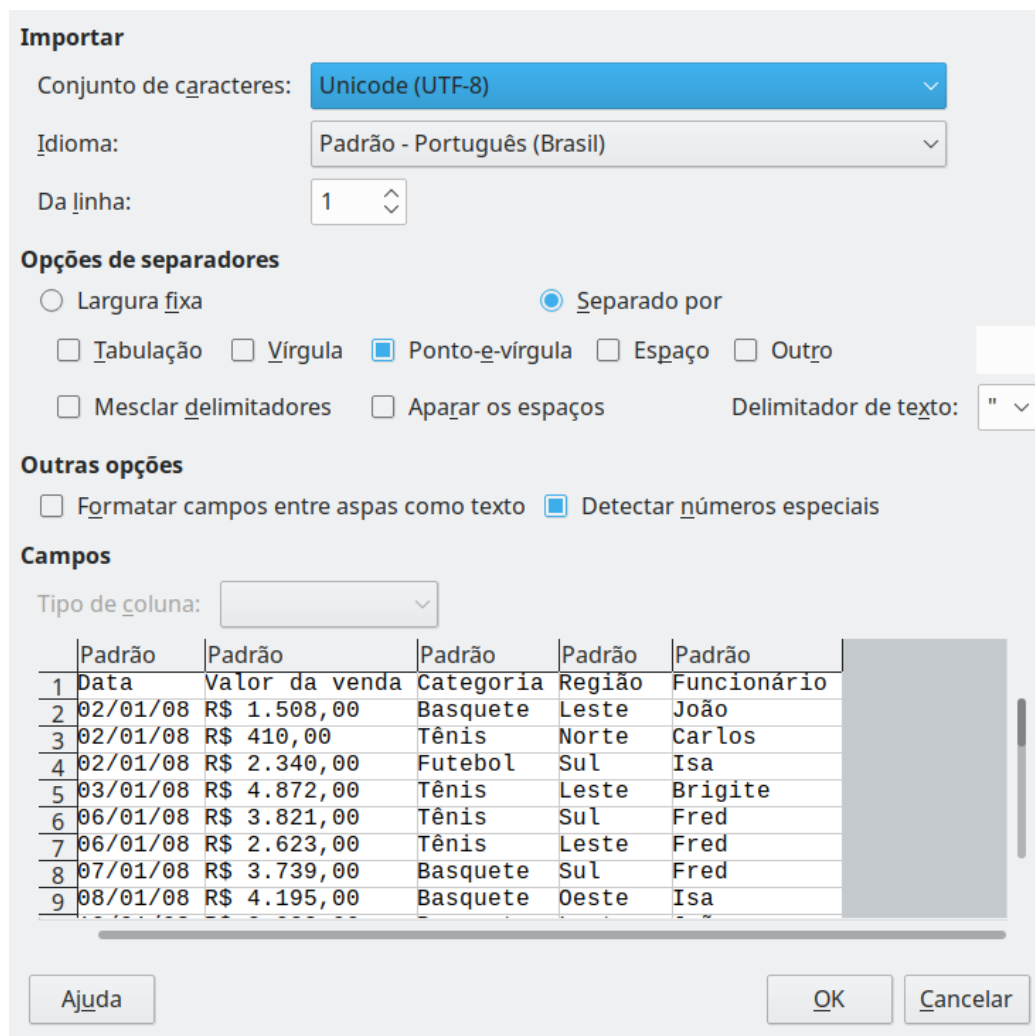 Importar
Conjunto de caracteres: Unicode (UTF-8)
Idioma: Padrão - Português (Brasil)
Da linha: 1
Opções de separadores
Largura fixa Separado por
Tabulação Vírgula Ponto-e-vírgula Espaço Outro
Mesclar delimitadores Aparar os espaços Delimitador de texto: "
Outras opções
Formatar campos entre aspas como texto Detectar números especiais
Campos
Tipo de coluna:
Padrão Padrão Padrão Padrão Padrão
1 Data Valor da venda Categoria Região Funcionário
2 02/01/08 R$ 1.508,00 Basquete Leste João
3 02/01/08 R$ 410,00 Tênis Norte Carlos
4 02/01/08 R$ 2.340,00 Futebol Sul Isa
5 03/01/08 R$ 4.872,00 Tênis Leste Brigite
6 06/01/08 R$ 3.821,00 Tênis Sul Fred
7 06/01/08 R$ 2.623,00 Tênis Leste Fred
8 07/01/08 R$ 3.739,00 Basquete Sul Fred
9 08/01/08 R$ 4.195,00 Basquete Oeste Isa
Ajuda OK Cancelar